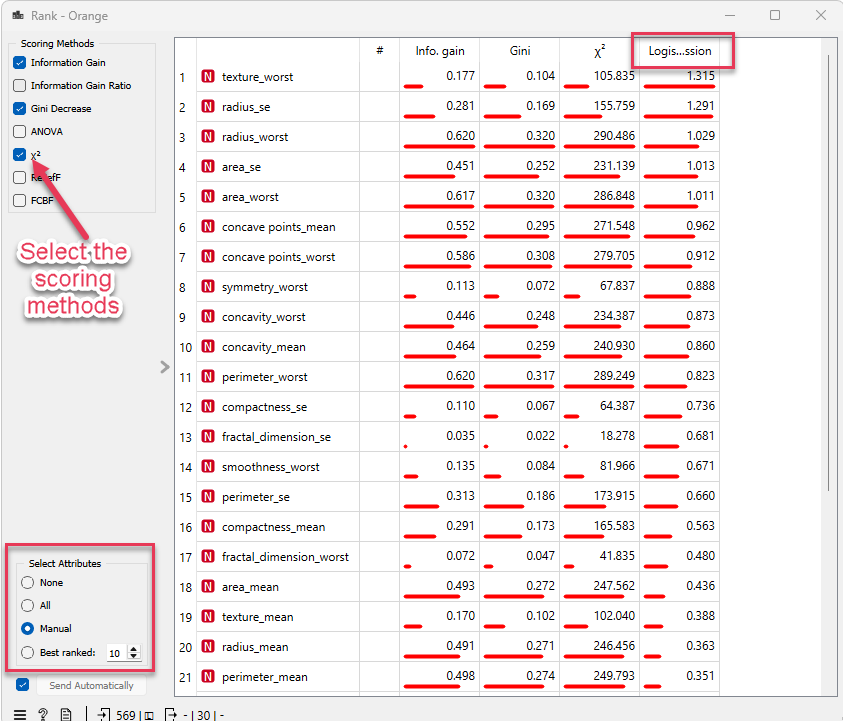 Rank - Orange
Scoring Methods
Information Gain
Information Gain Ratio
Gini Decrease
ANOVA
χ²
ReliefF
FCBF
Select the
scoring
methods
Select Attributes
None
All
Manual
Best ranked: 10
Send Automatically
# Info. gain Gini χ² Logis...ssion
1 N texture_worst 0.177 0.104 105.835 1.315
2 N radius_se 0.281 0.169 155.759 1.291
3 N radius_worst 0.620 0.320 290.486 1.029
4 N area_se 0.451 0.252 231.139 1.013
5 N area_worst 0.617 0.320 286.848 1.011
6 N concave points_mean 0.552 0.295 271.548 0.962
7 N concave points_worst 0.586 0.308 279.705 0.912
8 N symmetry_worst 0.113 0.072 67.837 0.888
9 N concavity_worst 0.446 0.248 234.387 0.873
10 N concavity_mean 0.464 0.259 240.930 0.860
11 N perimeter_worst 0.620 0.317 289.249 0.823
12 N compactness_se 0.110 0.067 64.387 0.736
13 N fractal_dimension_se 0.035 0.022 18.278 0.681
14 N smoothness_worst 0.135 0.084 81.966 0.671
15 N perimeter_se 0.313 0.186 173.915 0.660
16 N compactness_mean 0.291 0.173 165.583 0.563
17 N fractal_dimension_worst 0.072 0.047 41.835 0.480
18 N area_mean 0.493 0.272 247.562 0.436
19 N texture_mean 0.170 0.102 102.040 0.388
20 N radius_mean 0.491 0.271 246.456 0.363
21 N perimeter_mean 0.498 0.274 249.793 0.351
? 569 | - | 30 | -